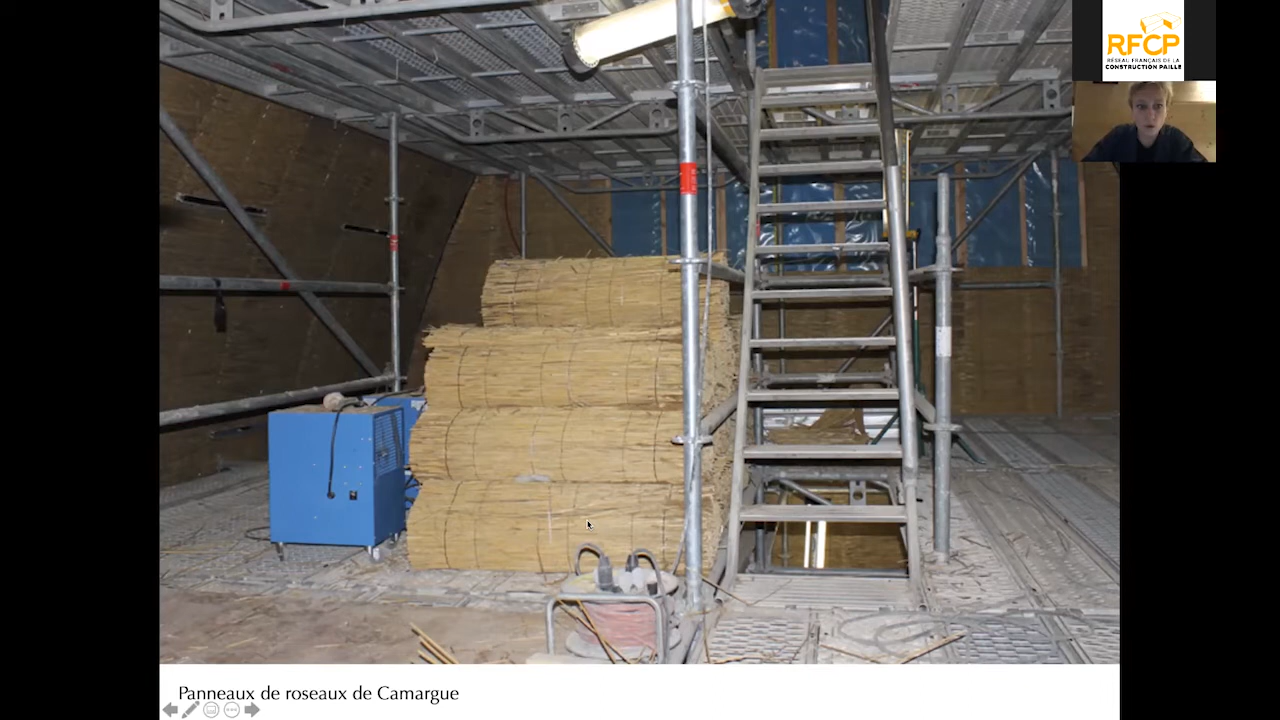 RFCP
RÉSEAU FRANÇAIS DE LA
CONSTRUCTION PAILLE
Panneaux de roseaux de Camargue